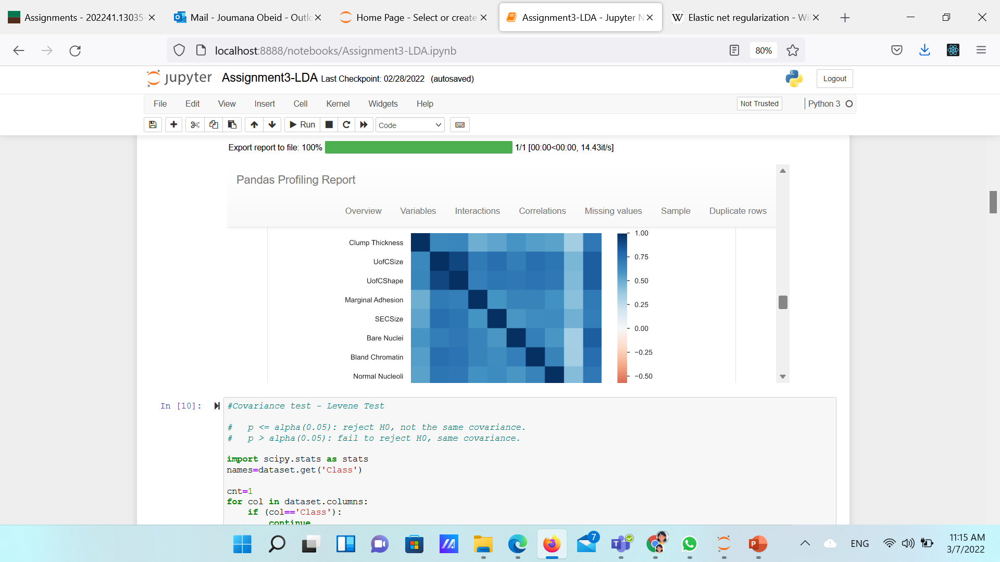 Assignments - 202241.13035-
Mail - Joumana Obeid - Outlo
Home Page - Select or create
Assignment3-LDA - Jupyter N
W Elastic net regularization - Wi
localhost:8888/notebooks/Assignment3-LDA.ipynb
80%
jupyter Assignment3-LDA Last Checkpoint: 02/28/2022 (autosaved)
Logout
File Edit View Insert Cell Kernel Widgets Help
Not Trusted
Python 3
Run
Code
Export report to file: 100% 1/1 [00:00<00:00, 14.43it/s]
Pandas Profiling Report
Overview Variables Interactions Correlations Missing values Sample Duplicate rows
Clump Thickness
UofCSize
UofCShape
Marginal Adhesion
SECSize
Bare Nuclei
Bland Chromatin
Normal Nucleoli
1.00
0.75
0.50
0.25
0.00
−0.25
−0.50
In [10]:
#Covariance test - Levene Test
#   p <= alpha(0.05): reject H0, not the same covariance.
#   p > alpha(0.05): fail to reject H0, same covariance.
import scipy.stats as stats
names=dataset.get('Class')
cnt=1
for col in dataset.columns:
    if (col=='Class'):
        continue
7
ENG
11:15 AM
3/7/2022